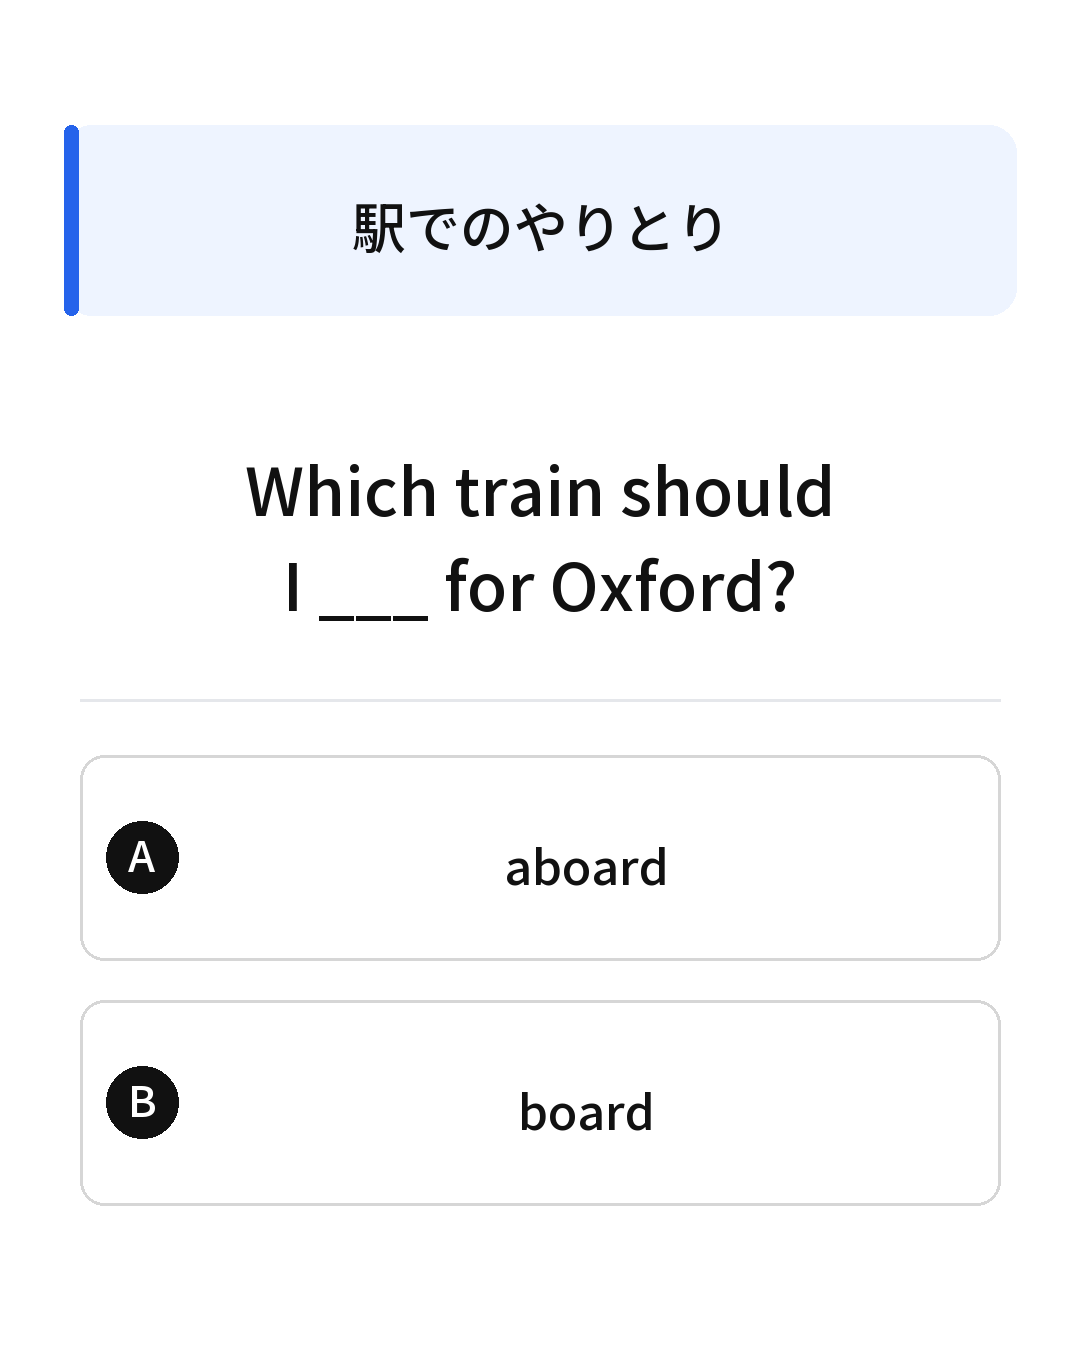 駅でのやりとり
Which train should
I ___ for Oxford?
A
aboard
B
board